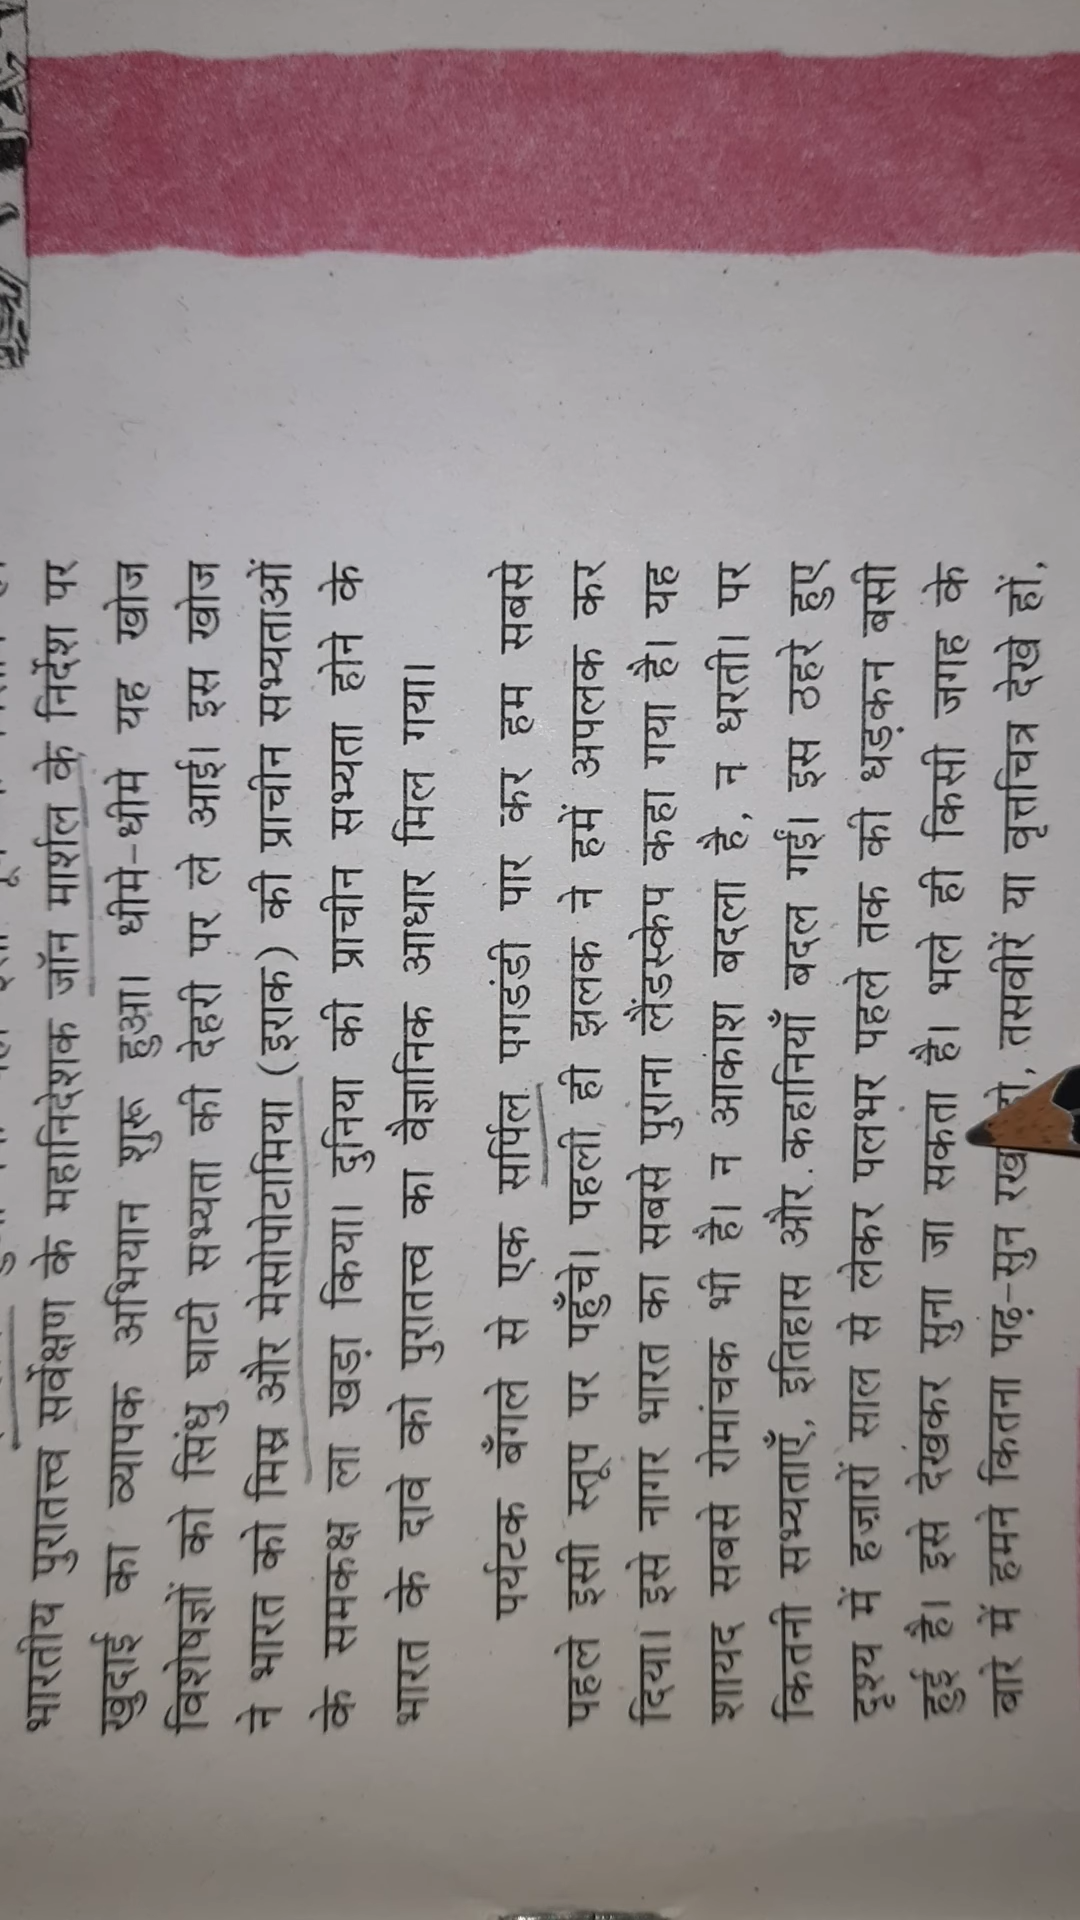 भारतीय पुरातत्त्व सर्वेक्षण के महानिदेशक जॉन मार्शल के निर्देश पर
खुदाई का व्यापक अभियान शुरू हुआ। धीमे-धीमे यह खोज
विशेषज्ञों को सिंधु घाटी सभ्यता की देहरी पर ले आई। इस खोज
ने भारत को मिस्र और मेसोपोटामिया (इराक) की प्राचीन सभ्यताओं
के समकक्ष ला खड़ा किया। दुनिया की प्राचीन सभ्यता होने के
भारत के दावे को पुरातत्त्व का वैज्ञानिक आधार मिल गया।
पर्यटक बँगले से एक सर्पिल पगडंडी पार कर हम सबसे
पहले इसी स्तूप पर पहुँचे। पहली ही झलक ने हमें अपलक कर
दिया। इसे नागर भारत का सबसे पुराना लैंडस्केप कहा गया है। यह
शायद सबसे रोमांचक भी है। न आकाश बदला है, न धरती। पर
कितनी सभ्यताएँ, इतिहास और कहानियाँ बदल गईं। इस ठहरे हुए
दृश्य में हज़ारों साल से लेकर पलभर पहले तक की धड़कन बसी
हुई है। इसे देखकर सुना जा सकता है। भले ही किसी जगह के
बारे में हमने कितना पढ़-सुन तसवीरें या वृत्तचित्र देखे हों,